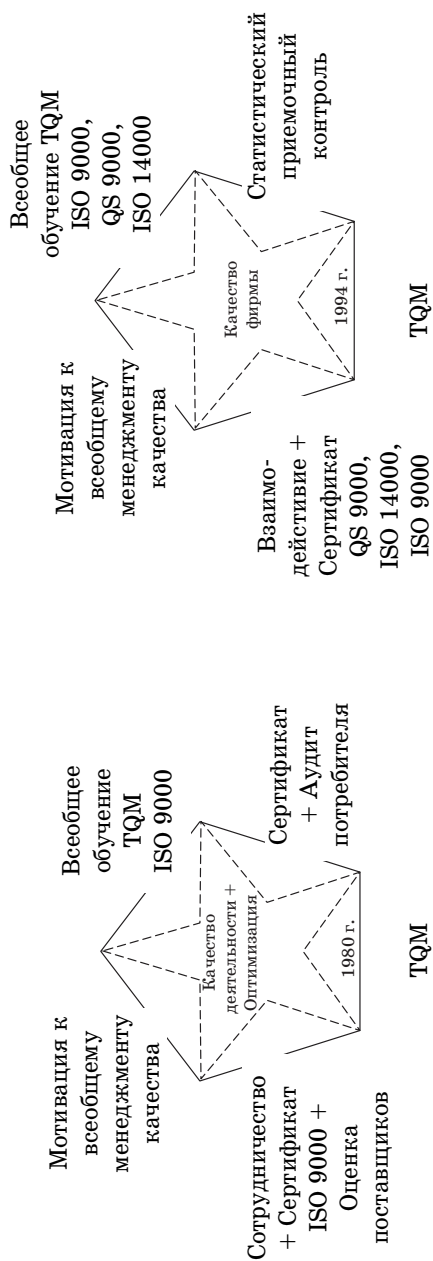 Мотивация к
всеобщему
менеджменту
качества
Всеобщее
обучение
TQM
ISO 9000
Качество
деятельности +
Оптимизация
1980 г.
Сотрудничество
+ Сертификат
ISO 9000 +
Оценка
поставщиков
Сертификат
+ Аудит
потребителя
TQM
Мотивация к
всеобщему
менеджменту
качества
Всеобщее
обучение TQM
ISO 9000,
QS 9000,
ISO 14000
Качество
фирмы
1994 г.
Взаимо-
дейстивие +
Сертификат
QS 9000,
ISO 14000,
ISO 9000
Статистический
приемочный
контроль
TQM